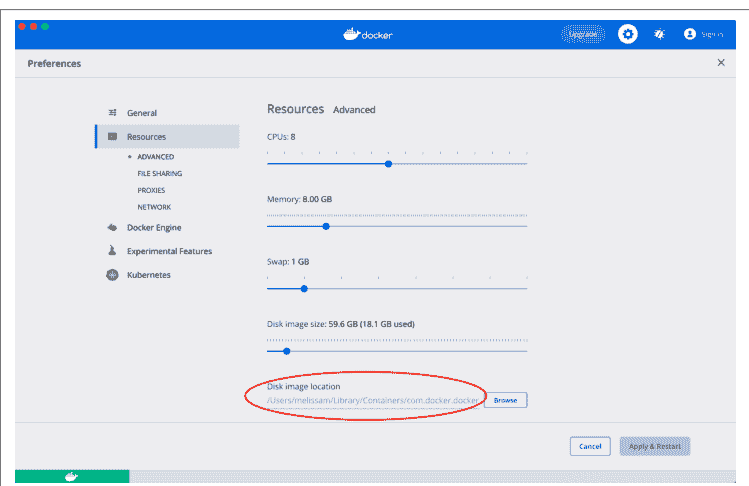 docker
Upgrade
Sign in
Preferences
General
Resources
ADVANCED
FILE SHARING
PROXIES
NETWORK
Docker Engine
Experimental Features
Kubernetes
Resources Advanced
CPUs: 8
Memory: 8.00 GB
Swap: 1 GB
Disk image size: 59.6 GB (18.1 GB used)
Disk image location
/Users/melissam/Library/Containers/com.docker.docker
Browse
Cancel
Apply & Restart